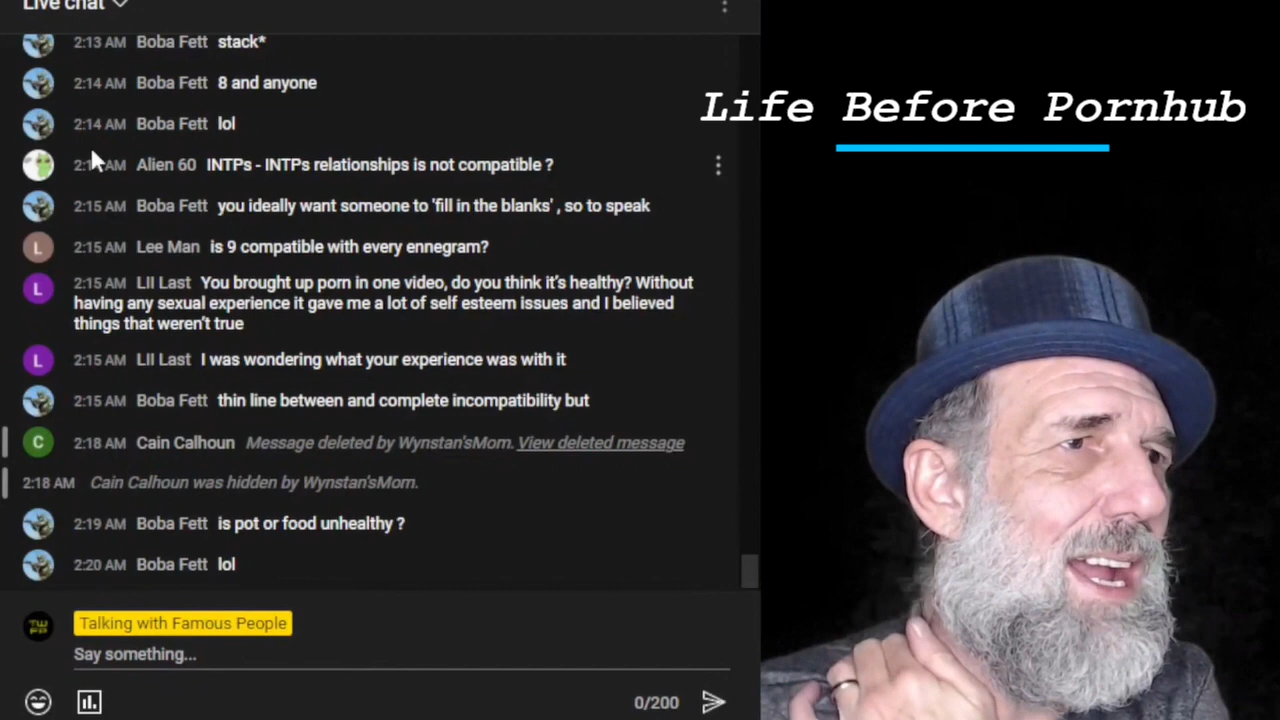 Live chat
2:13 AM Boba Fett stack*
2:14 AM Boba Fett 8 and anyone
2:14 AM Boba Fett lol
AM Alien 60 INTPs - INTPs relationships is not compatible ?
2:15 AM Boba Fett you ideally want someone to 'fill in the blanks' , so to speak
L 2:15 AM Lee Man is 9 compatible with every ennegram?
L 2:15 AM Lil Last You brought up porn in one video, do you think it's healthy? Without
having any sexual experience it gave me a lot of self esteem issues and I believed
things that weren't true
L 2:15 AM Lil Last I was wondering what your experience was with it
2:15 AM Boba Fett thin line between and complete incompatibility but
C 2:18 AM Cain Calhoun Message deleted by Wynstan'sMom. View deleted message
2:18 AM Cain Calhoun was hidden by Wynstan'sMom.
2:19 AM Boba Fett is pot or food unhealthy ?
2:20 AM Boba Fett lol
TWFP Talking with Famous People
Say something...
0/200
Life Before Pornhub